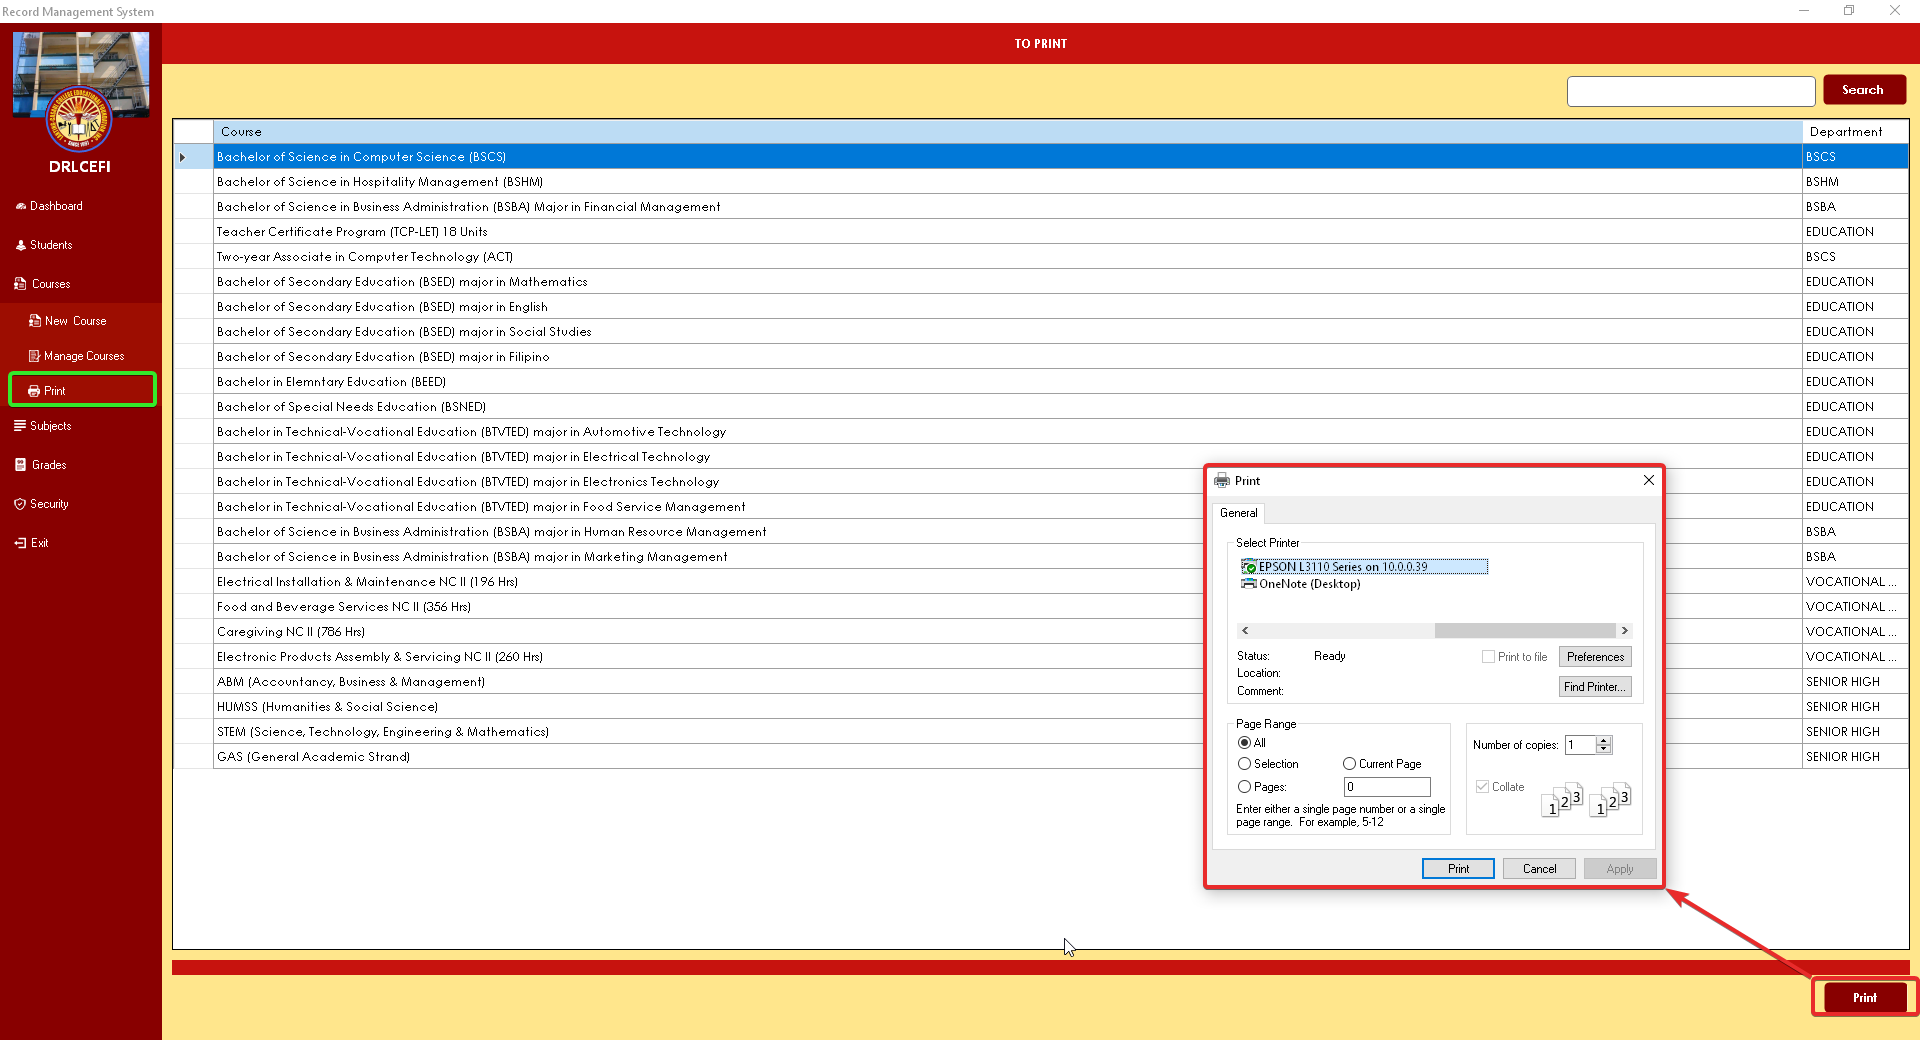 Record Management System
TO PRINT
Search
DRLCEFI
Dashboard
Students
Courses
New Course
Manage Courses
Print
Subjects
Grades
Security
Exit
Course Department
Bachelor of Science in Computer Science (BSCS) BSCS
Bachelor of Science in Hospitality Management (BSHM) BSHM
Bachelor of Science in Business Administration (BSBA) Major in Financial Management BSBA
Teacher Certificate Program (TCP-LET) 18 Units EDUCATION
Two-year Associate in Computer Technology (ACT) BSCS
Bachelor of Secondary Education (BSED) major in Mathematics EDUCATION
Bachelor of Secondary Education (BSED) major in English EDUCATION
Bachelor of Secondary Education (BSED) major in Social Studies EDUCATION
Bachelor of Secondary Education (BSED) major in Filipino EDUCATION
Bachelor in Elemntary Education (BEED) EDUCATION
Bachelor of Special Needs Education (BSNED) EDUCATION
Bachelor in Technical-Vocational Education (BTVTED) major in Automotive Technology EDUCATION
Bachelor in Technical-Vocational Education (BTVTED) major in Electrical Technology EDUCATION
Bachelor in Technical-Vocational Education (BTVTED) major in Electronics Technology EDUCATION
Bachelor in Technical-Vocational Education (BTVTED) major in Food Service Management EDUCATION
Bachelor of Science in Business Administration (BSBA) major in Human Resource Management BSBA
Bachelor of Science in Business Administration (BSBA) major in Marketing Management BSBA
Electrical Installation & Maintenance NC II (196 Hrs) VOCATIONAL ...
Food and Beverage Services NC II (356 Hrs) VOCATIONAL ...
Caregiving NC II (786 Hrs) VOCATIONAL ...
Electronic Products Assembly & Servicing NC II (260 Hrs) VOCATIONAL ...
ABM (Accountancy, Business & Management) SENIOR HIGH
HUMSS (Humanities & Social Science) SENIOR HIGH
STEM (Science, Technology, Engineering & Mathematics) SENIOR HIGH
GAS (General Academic Strand) SENIOR HIGH
Print
General
Select Printer
EPSON L3110 Series on 10.0.0.39
OneNote (Desktop)
Status: Ready
Location:
Comment:
Print to file
Preferences
Find Printer...
Page Range
All
Selection
Current Page
Pages: 0
Enter either a single page number or a single
page range. For example, 5-12
Number of copies: 1
Collate
1 2 3 1 2 3
Print
Cancel
Apply
Print